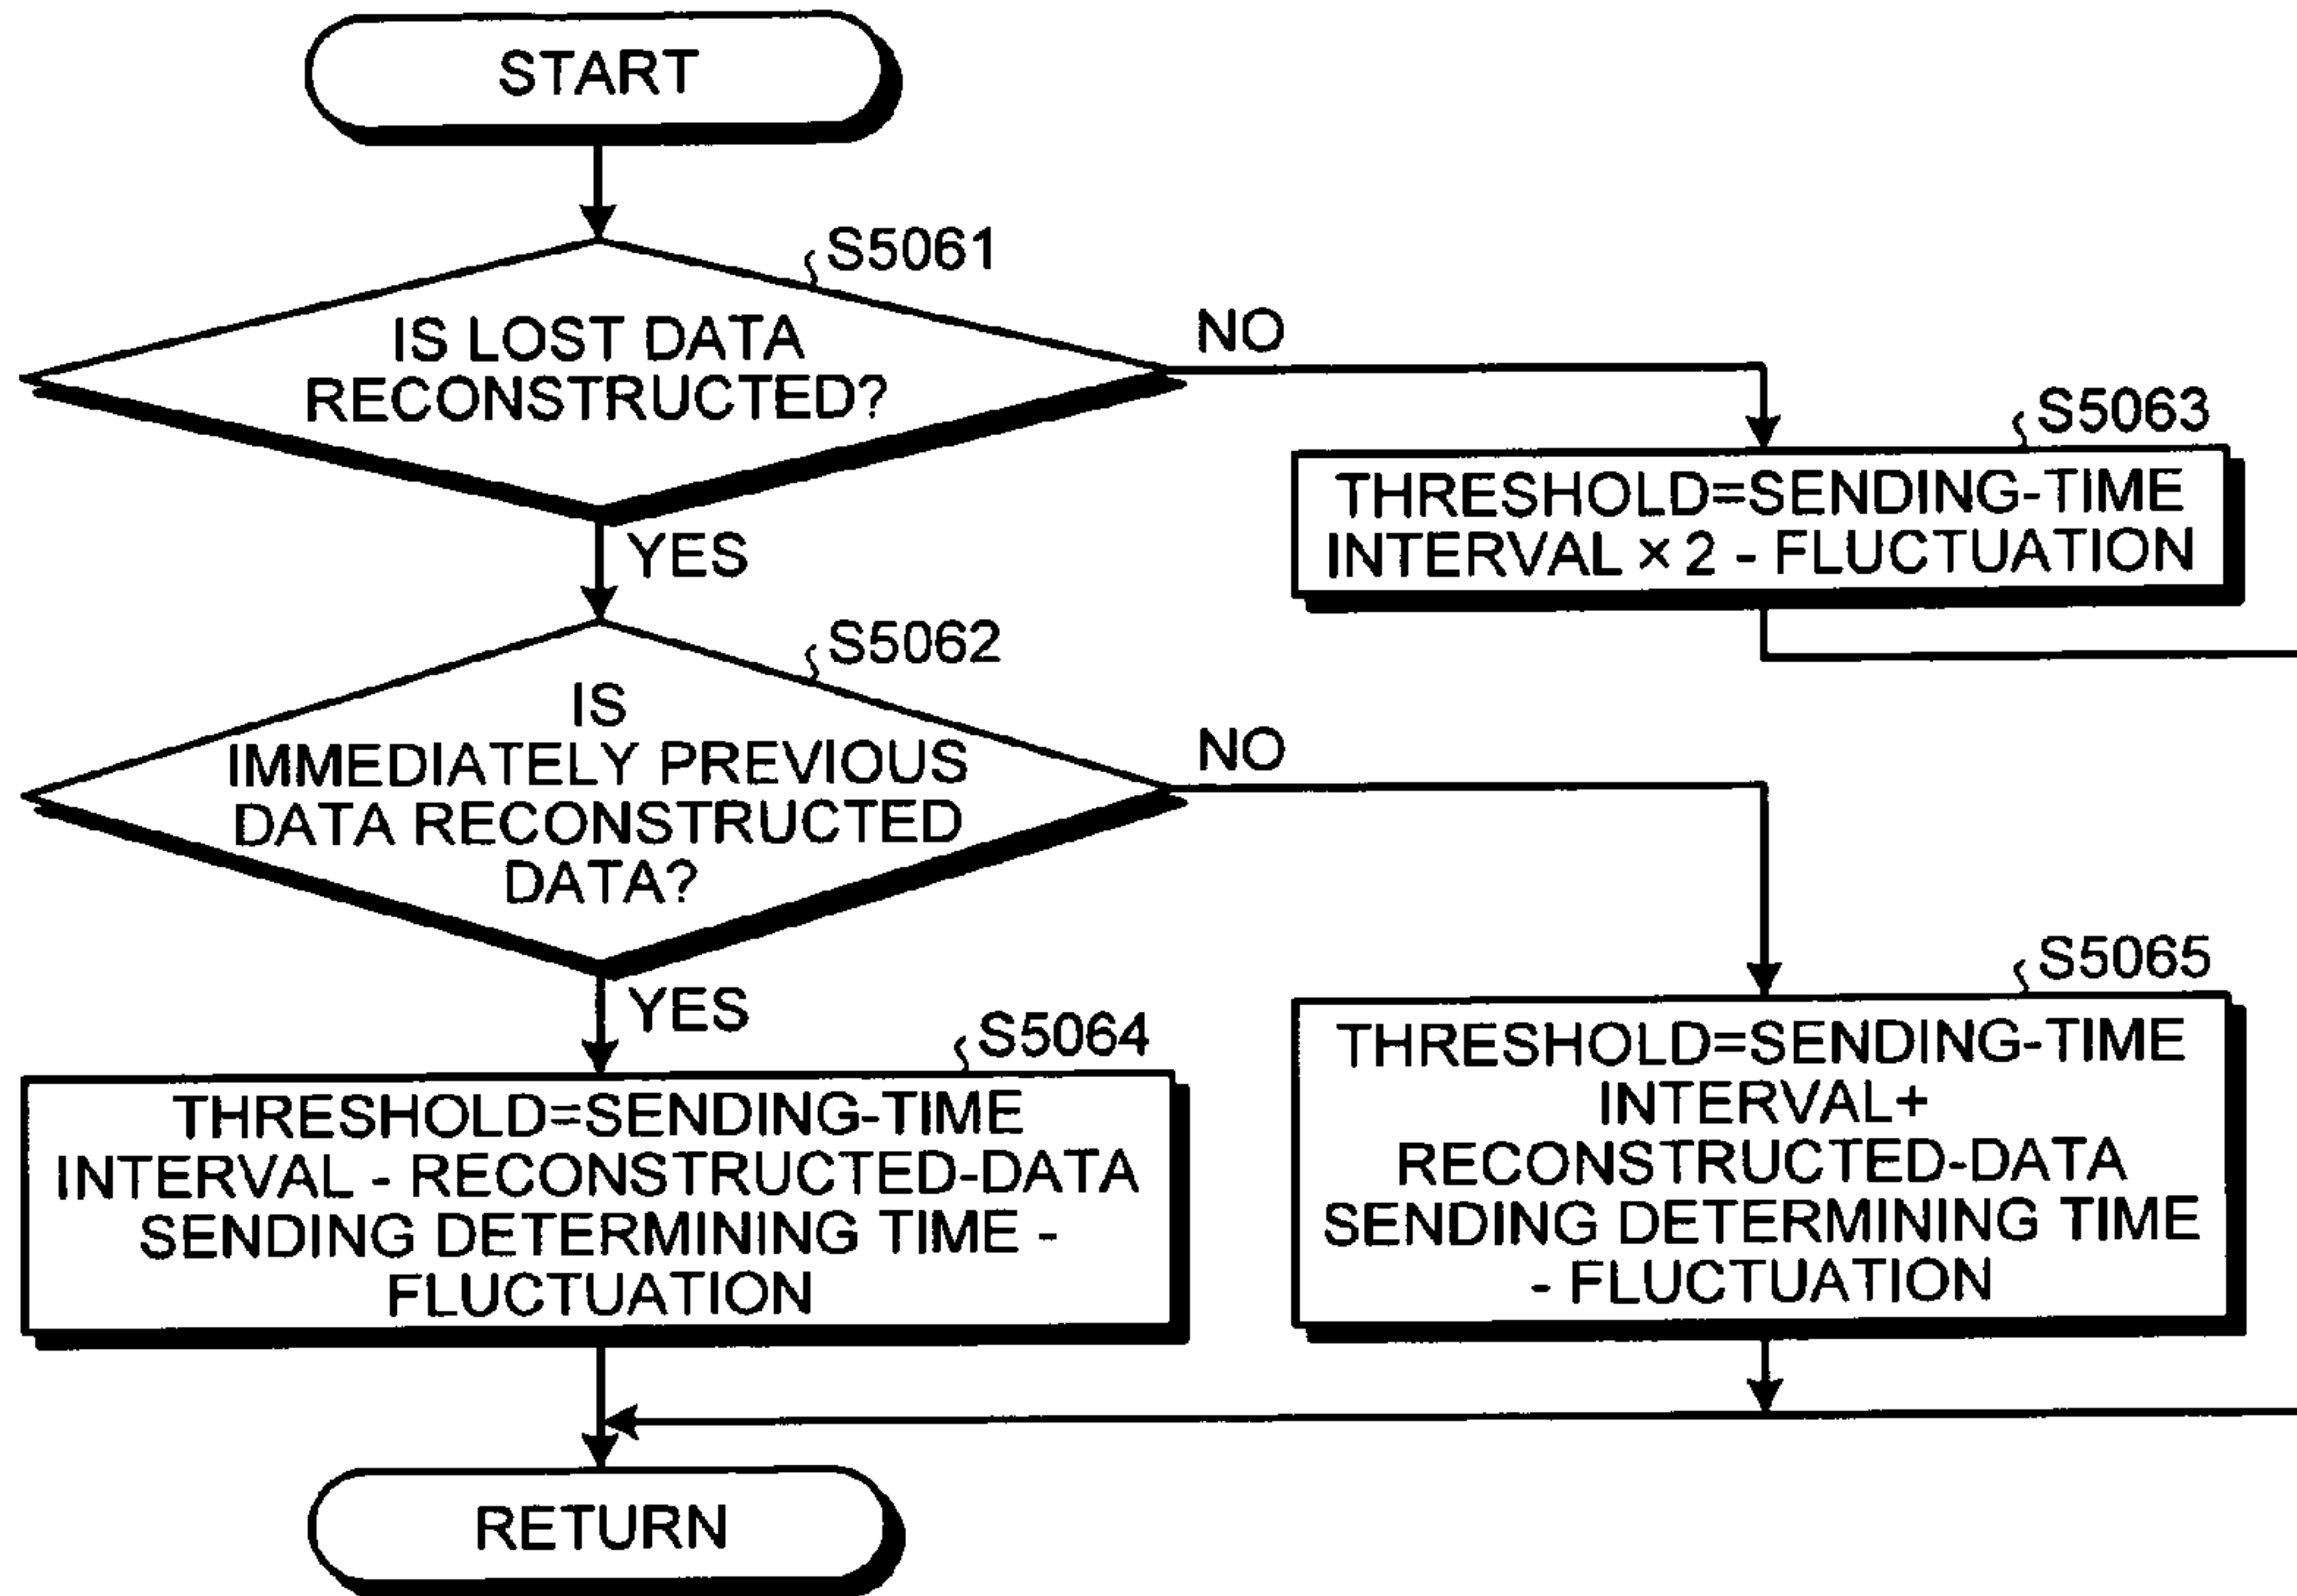 START
S5061
IS LOST DATA
RECONSTRUCTED?
NO
YES
S5063
THRESHOLD=SENDING-TIME
INTERVAL × 2 - FLUCTUATION
S5062
IS
IMMEDIATELY PREVIOUS
DATA RECONSTRUCTED
DATA?
NO
YES
S5064
THRESHOLD=SENDING-TIME
INTERVAL - RECONSTRUCTED-DATA
SENDING DETERMINING TIME -
FLUCTUATION
S5065
THRESHOLD=SENDING-TIME
INTERVAL+
RECONSTRUCTED-DATA
SENDING DETERMINING TIME
- FLUCTUATION
RETURN